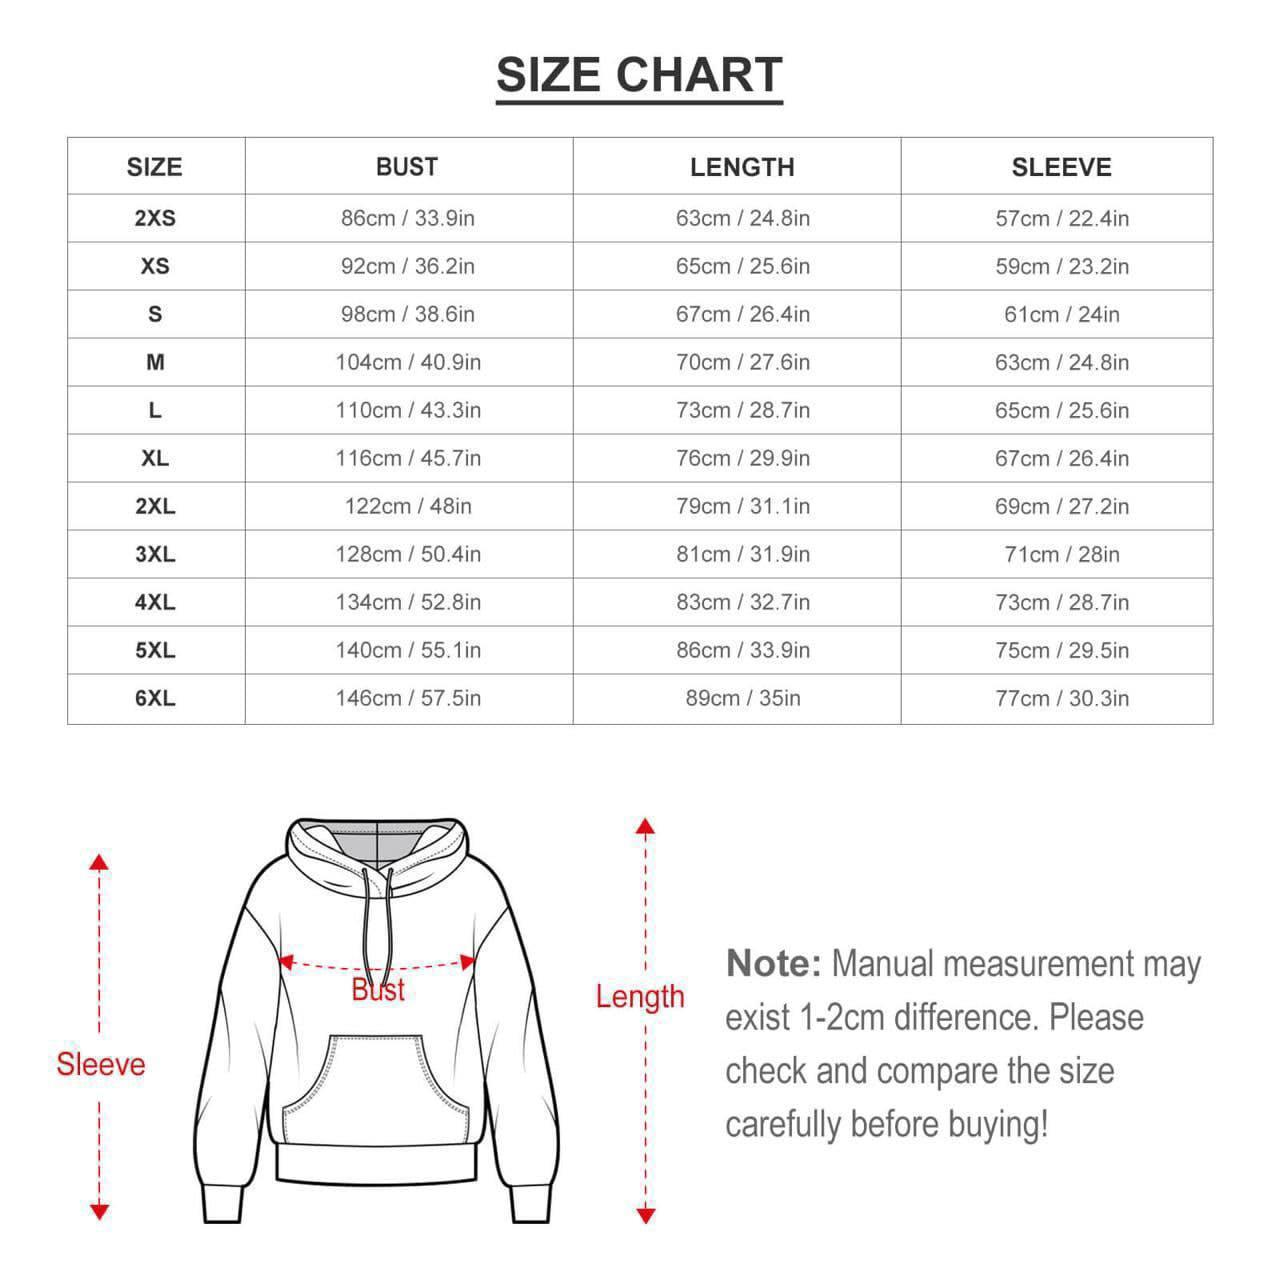 SIZE CHART
SIZE BUST LENGTH SLEEVE
2XS 86cm / 33.9in 63cm / 24.8in 57cm / 22.4in
XS 92cm / 36.2in 65cm / 25.6in 59cm / 23.2in
S 98cm / 38.6in 67cm / 26.4in 61cm / 24in
M 104cm / 40.9in 70cm / 27.6in 63cm / 24.8in
L 110cm / 43.3in 73cm / 28.7in 65cm / 25.6in
XL 116cm / 45.7in 76cm / 29.9in 67cm / 26.4in
2XL 122cm / 48in 79cm / 31.1in 69cm / 27.2in
3XL 128cm / 50.4in 81cm / 31.9in 71cm / 28in
4XL 134cm / 52.8in 83cm / 32.7in 73cm / 28.7in
5XL 140cm / 55.1in 86cm / 33.9in 75cm / 29.5in
6XL 146cm / 57.5in 89cm / 35in 77cm / 30.3in
Sleeve
Bust
Length
Note: Manual measurement may
exist 1-2cm difference. Please
check and compare the size
carefully before buying!